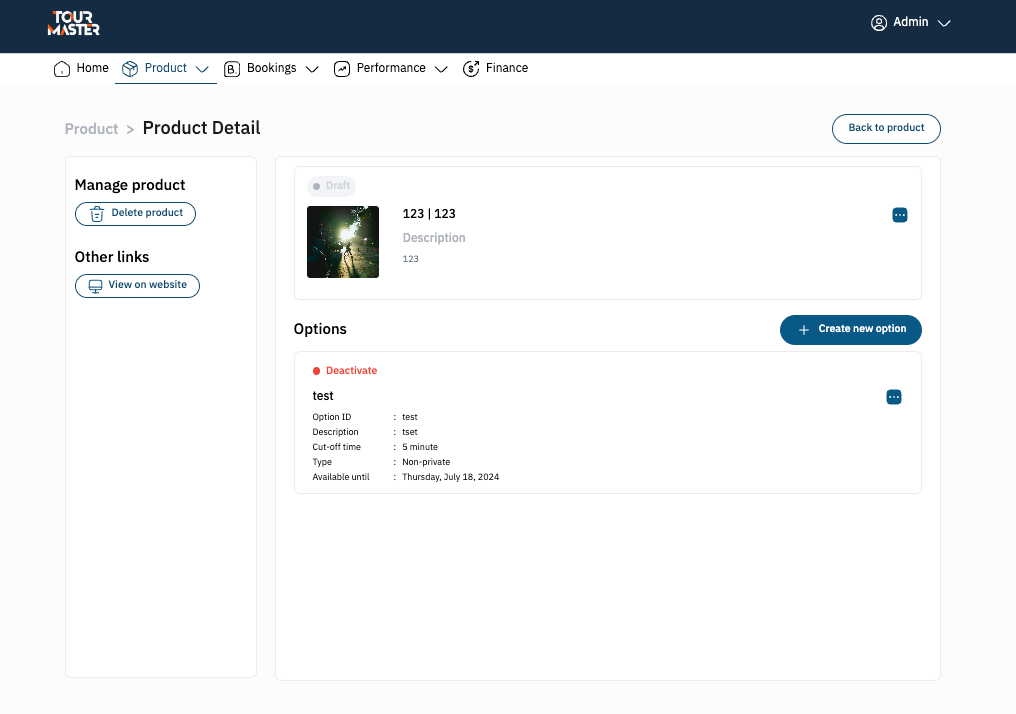 TOUR
MASTER
Admin
Home
Product
Bookings
Performance
Finance
Product > Product Detail
Back to product
Manage product
Delete product
Other links
View on website
Draft
123 | 123
Description
123
Options
Create new option
Deactivate
test
Option ID : test
Description : tset
Cut-off time : 5 minute
Type : Non-private
Available until : Thursday, July 18, 2024